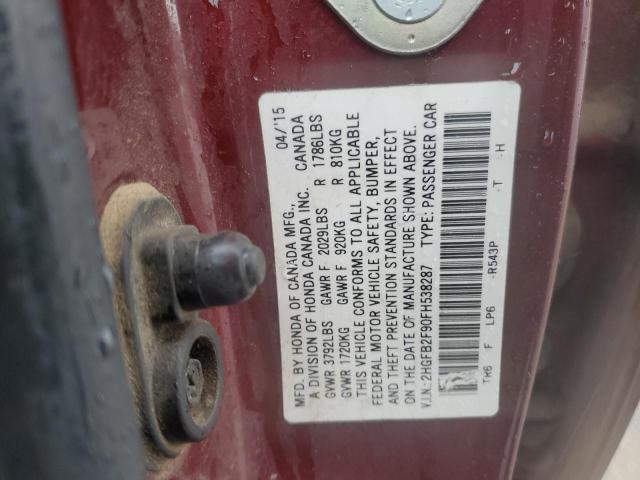 MFD. BY HONDA OF CANADA MFG., 04/'15
A DIVISION OF HONDA CANADA INC. CANADA
GVWR 3792LBS GAWR F 2029LBS R 1786LBS
GVWR 1720KG GAWR F 920KG R 810KG
THIS VEHICLE CONFORMS TO ALL APPLICABLE
FEDERAL MOTOR VEHICLE SAFETY, BUMPER,
AND THEFT PREVENTION STANDARDS IN EFFECT
ON THE DATE OF MANUFACTURE SHOWN ABOVE.
V.I.N.: 2HGFB2F90FH538287 TYPE: PASSENGER CAR
TM6 F LP6 -R543P T -H